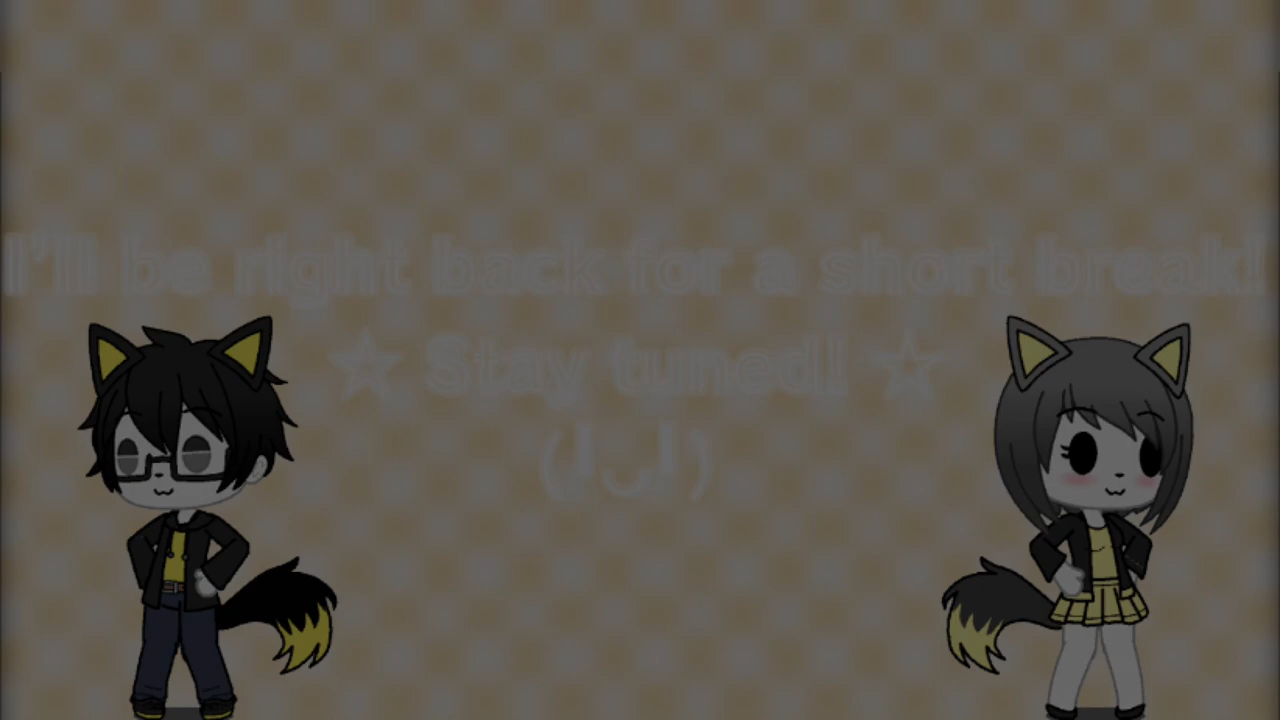 I'll be right back for a short break!
★ Stay tuned! ☆
(╹◡╹)